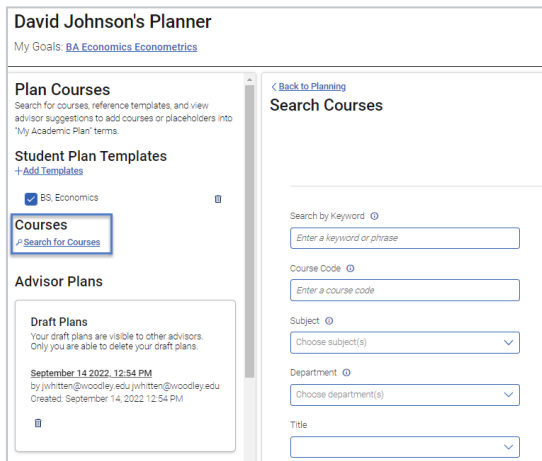 David Johnson's Planner
My Goals: BA Economics Econometrics
Plan Courses
Search for courses, reference templates, and view
advisor suggestions to add courses or placeholders into
"My Academic Plan" terms.
Student Plan Templates
+Add Templates
BS, Economics
Courses
Search for Courses
Advisor Plans
Draft Plans
Your draft plans are visible to other advisors.
Only you are able to delete your draft plans.
September 14 2022, 12:54 PM
by jwhitten@woodley.edu jwhitten@woodley.edu
Created: September 14, 2022 12:54 PM
< Back to Planning
Search Courses
Search by Keyword
Enter a keyword or phrase
Course Code
Enter a course code
Subject
Choose subject(s)
Department
Choose department(s)
Title